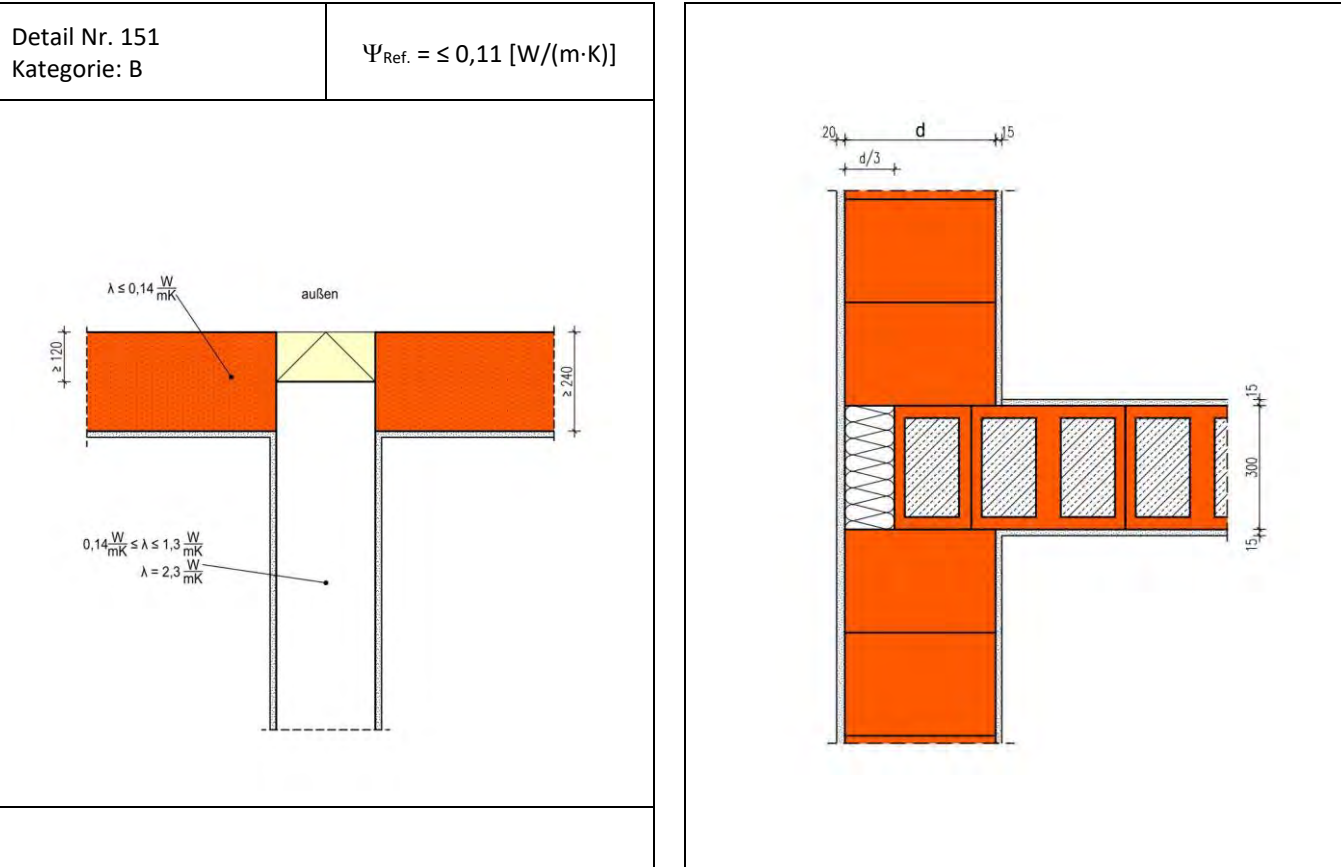 Detail Nr. 151
Kategorie: B
Ψ Ref. = ≤ 0,11 [W/(m·K)]
λ ≤ 0,14 W/mK
außen
≥ 120
≥ 240
0,14 W/mK ≤ λ ≤ 1,3 W/mK
λ = 2,3 W/mK
20
d
15
d/3
15
300
15